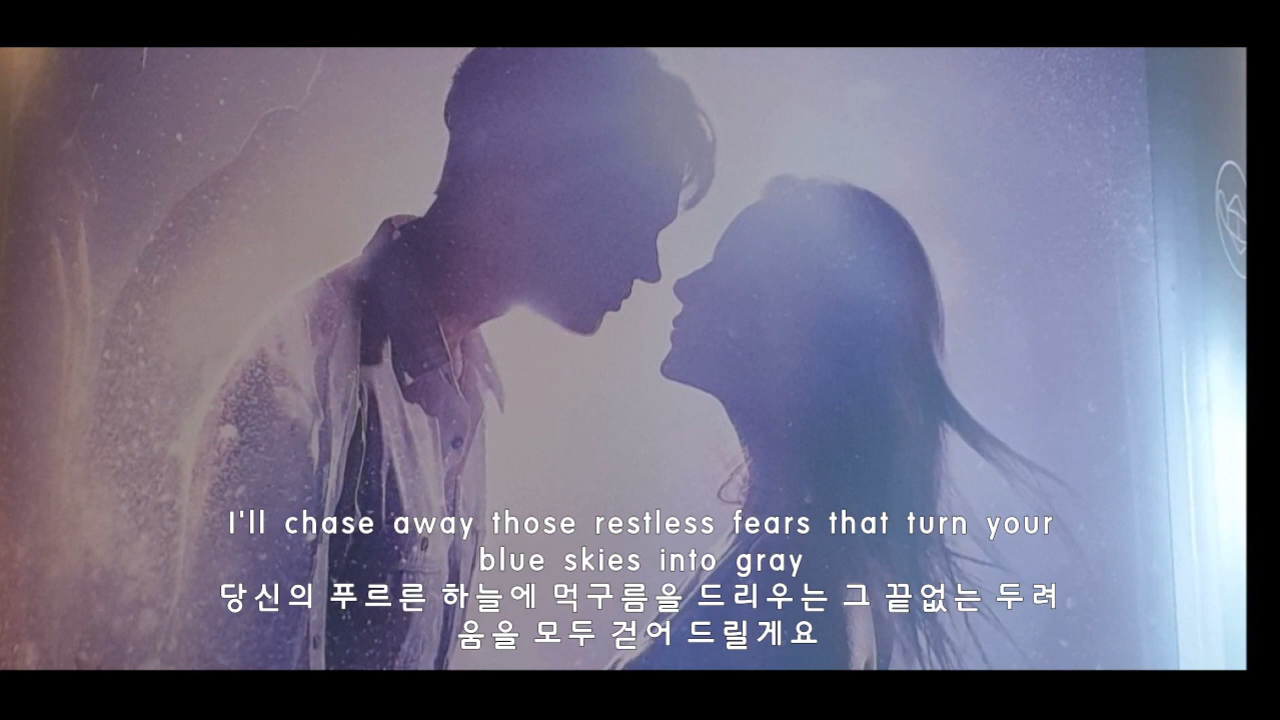 I'll chase away those restless fears that turn your
blue skies into gray
당신의 푸르른 하늘에 먹구름을 드리우는 그 끝없는 두려
움을 모두 걷어 드릴게요